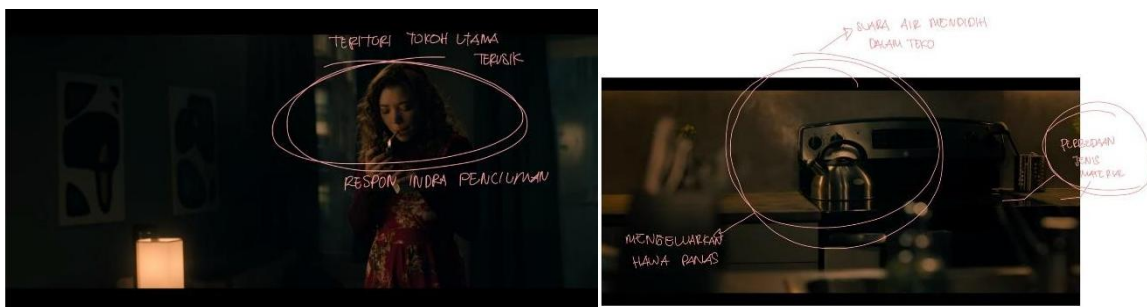 TERITORI TOKOH UTAMA
TERUSIK
RESPON INDRA PENCIUMAN
SUARA AIR MENDIDIH
DALAM TEKO
PERBEDAAN
JENIS
MATERIAL
MENGELUARKAN
HAWA PANAS